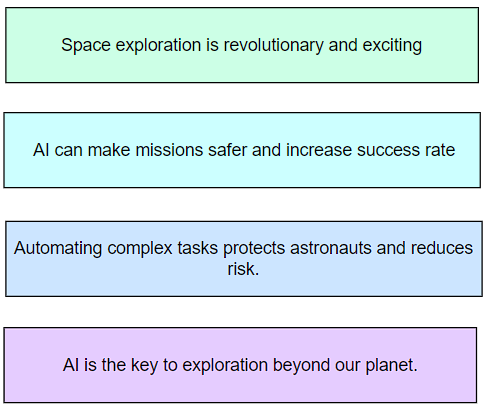 Space exploration is revolutionary and exciting
AI can make missions safer and increase success rate
Automating complex tasks protects astronauts and reduces
risk.
AI is the key to exploration beyond our planet.